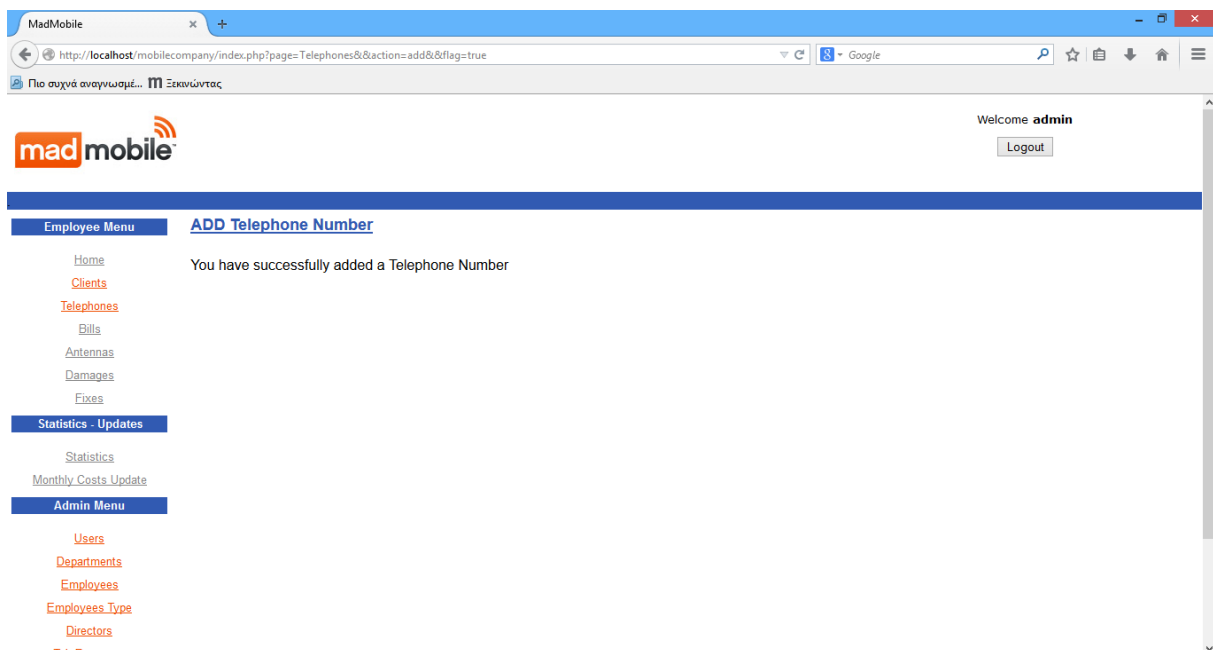 MadMobile
http://localhost/mobilecompany/index.php?page=Telephones&&action=add&&flag=true
8 Google
Πιο συχνά αναγνωσμέ... Ξεκινώντας
mad mobile
Welcome admin
Logout
Employee Menu
Home
Clients
Telephones
Bills
Antennas
Damages
Fixes
Statistics - Updates
Statistics
Monthly Costs Update
Admin Menu
Users
Departments
Employees
Employees Type
Directors
ADD Telephone Number
You have successfully added a Telephone Number